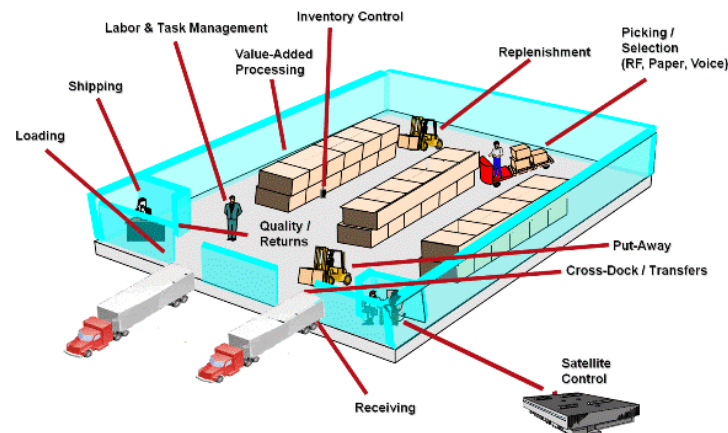 Inventory Control
Labor & Task Management
Value-Added
Processing
Replenishment
Picking /
Selection
(RF, Paper, Voice)
Shipping
Loading
Quality /
Returns
Put-Away
Cross-Dock / Transfers
Satellite
Control
Receiving